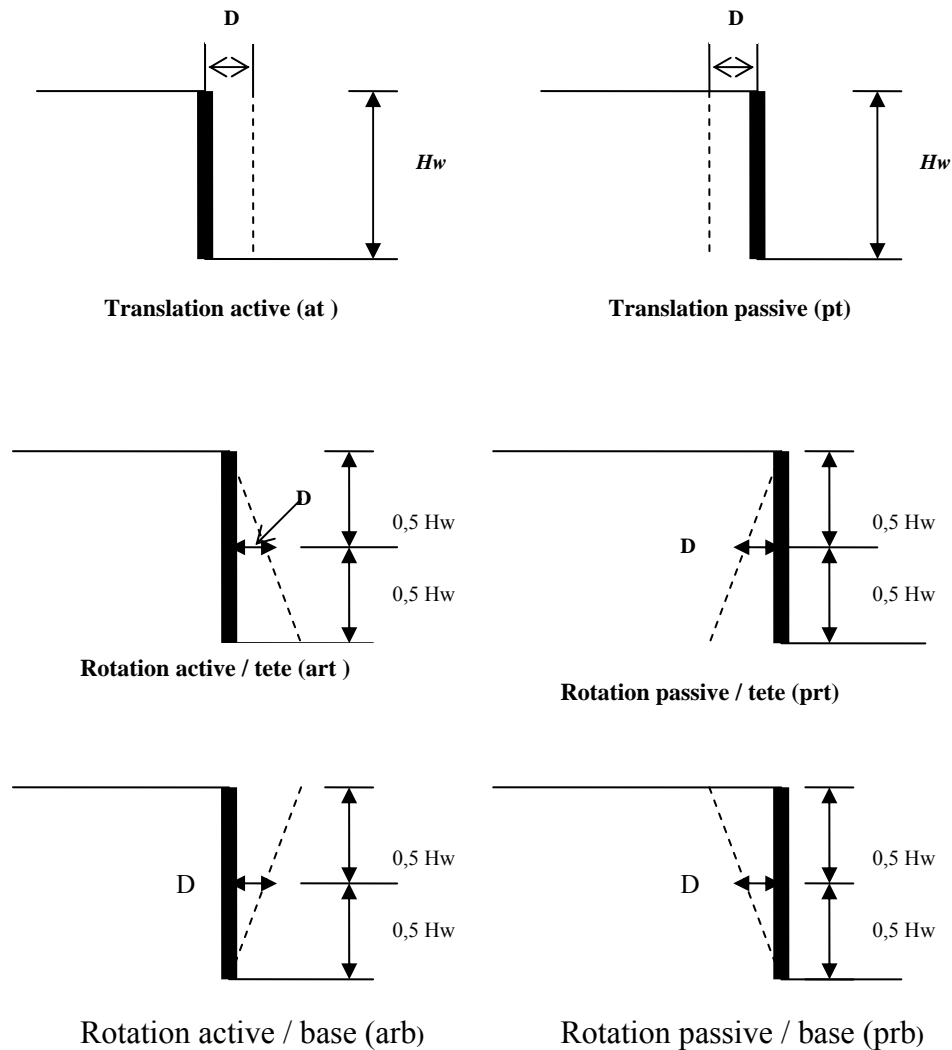 D
D
Hw
Hw
Translation active (at )
Translation passive (pt)
D
0,5 Hw
0,5 Hw
D
0,5 Hw
0,5 Hw
Rotation active / tete (art )
Rotation passive / tete (prt)
D
0,5 Hw
0,5 Hw
D
0,5 Hw
0,5 Hw
Rotation active / base (arb)
Rotation passive / base (prb)